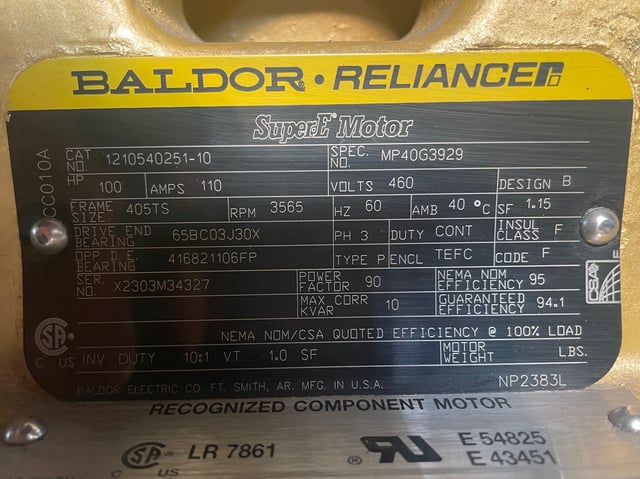 BALDOR • RELIANCE
SuperE Motor
CC010A
CAT NO. 1210540251-10 SPEC. NO. MP40G3929
HP 100 AMPS 110 VOLTS 460 DESIGN B
FRAME SIZE 405TS RPM 3565 HZ 60 AMB 40 °C SF 1.15
DRIVE END BEARING 65BC03J30X PH 3 DUTY CONT INSUL CLASS F
OPP D.E. BEARING 416821106FP TYPE P ENCL TEFC CODE F
SER. NO. X2303M34327 POWER FACTOR 90 NEMA NOM EFFICIENCY 95
MAX CORR KVAR 10 GUARANTEED EFFICIENCY 94.1
NEMA NOM/CSA QUOTED EFFICIENCY @ 100% LOAD
C US INV DUTY 10:1 VT 1.0 SF MOTOR WEIGHT LBS.
BALDOR ELECTRIC CO. FT. SMITH, AR. MFG. IN U.S.A. NP2383L
RECOGNIZED COMPONENT MOTOR
LR 7861 E 54825
C US ® E 43451